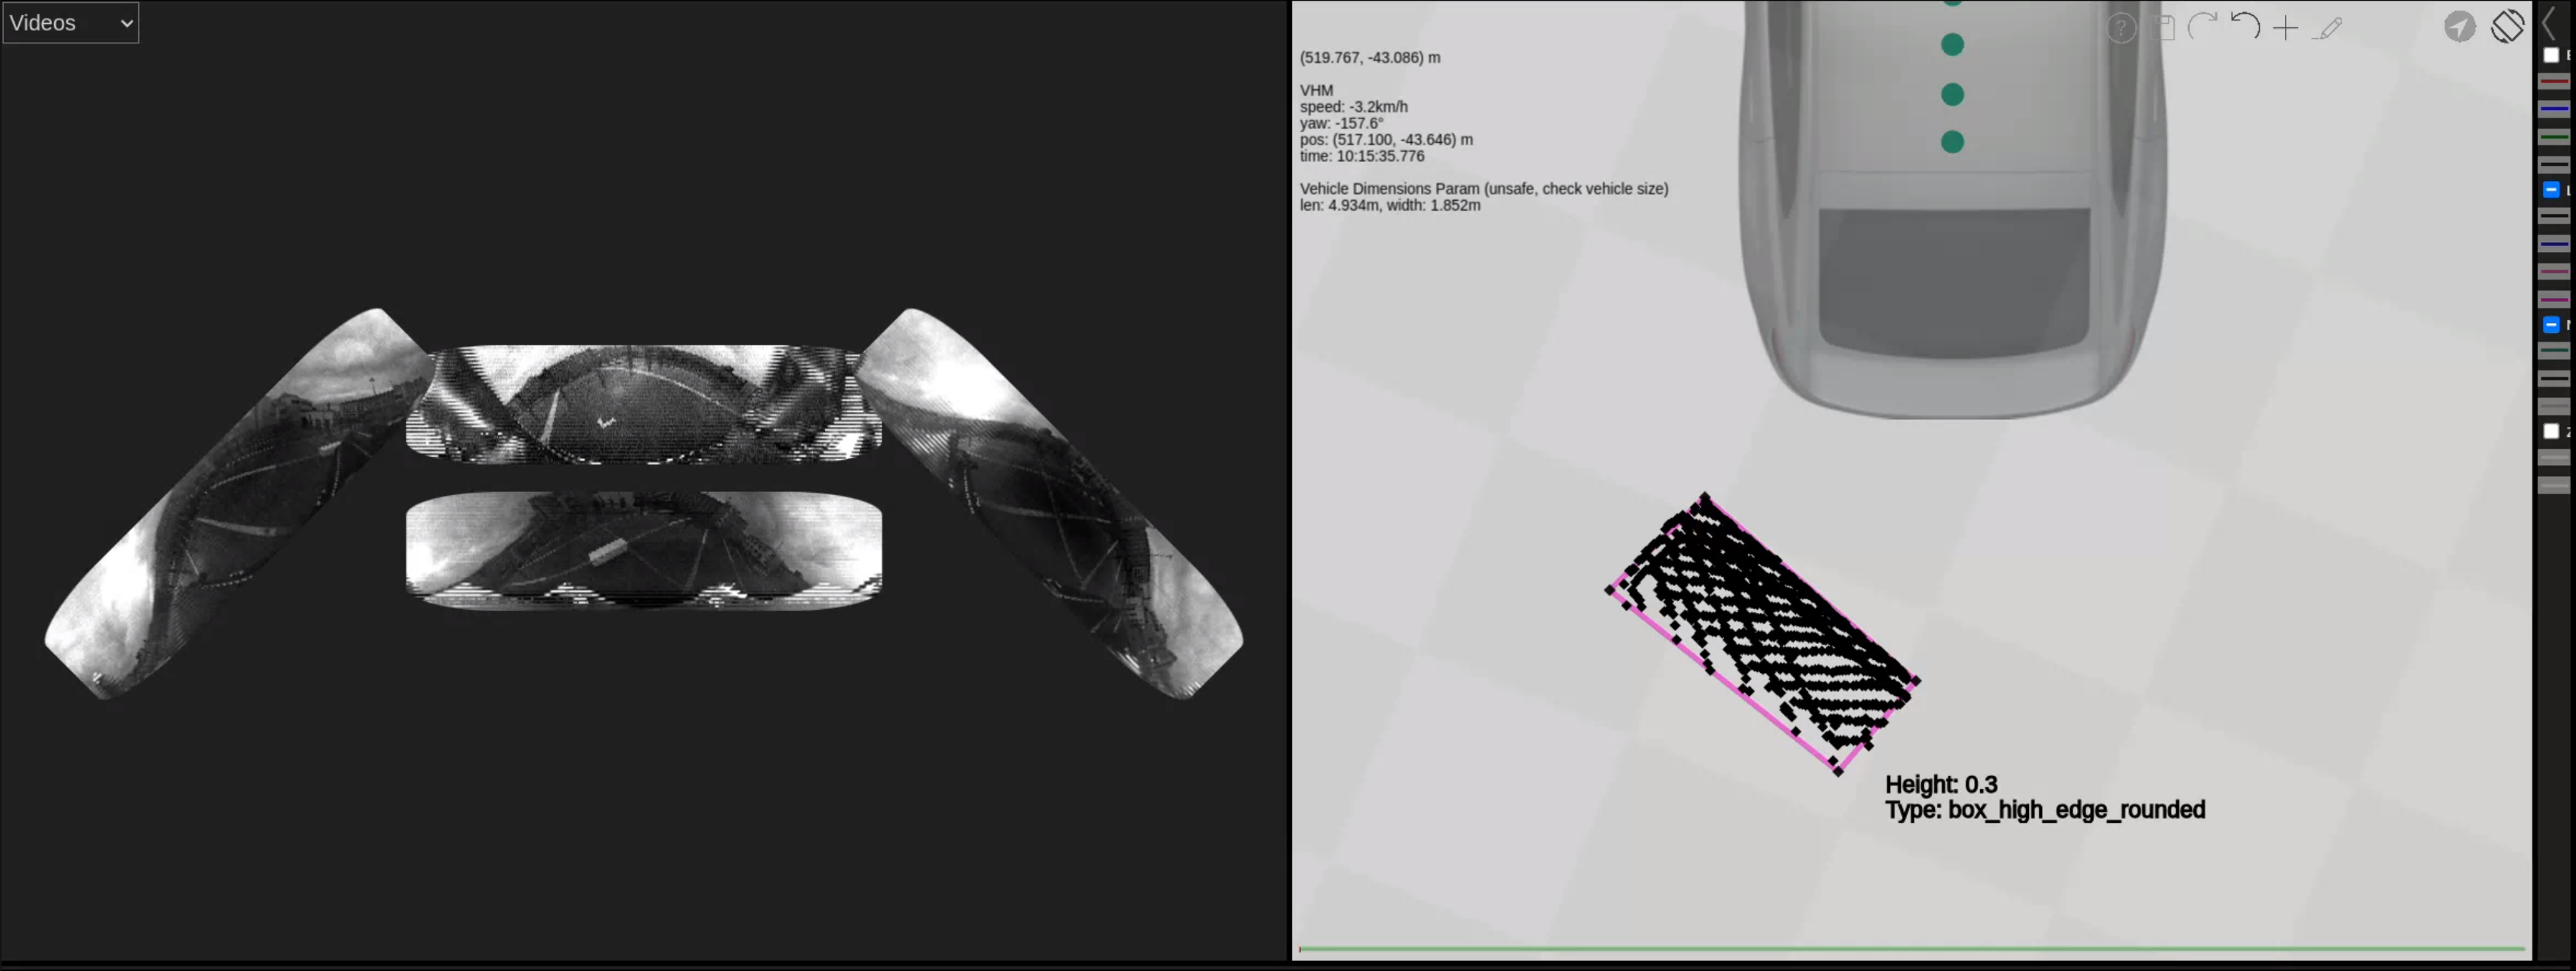 Videos
(519.767, -43.086) m
VHM
speed: -3.2km/h
yaw: -157.6°
pos: (517.100, -43.646) m
time: 10:15:35.776
Vehicle Dimensions Param (unsafe, check vehicle size)
len: 4.934m, width: 1.852m
Height: 0.3
Type: box_high_edge_rounded